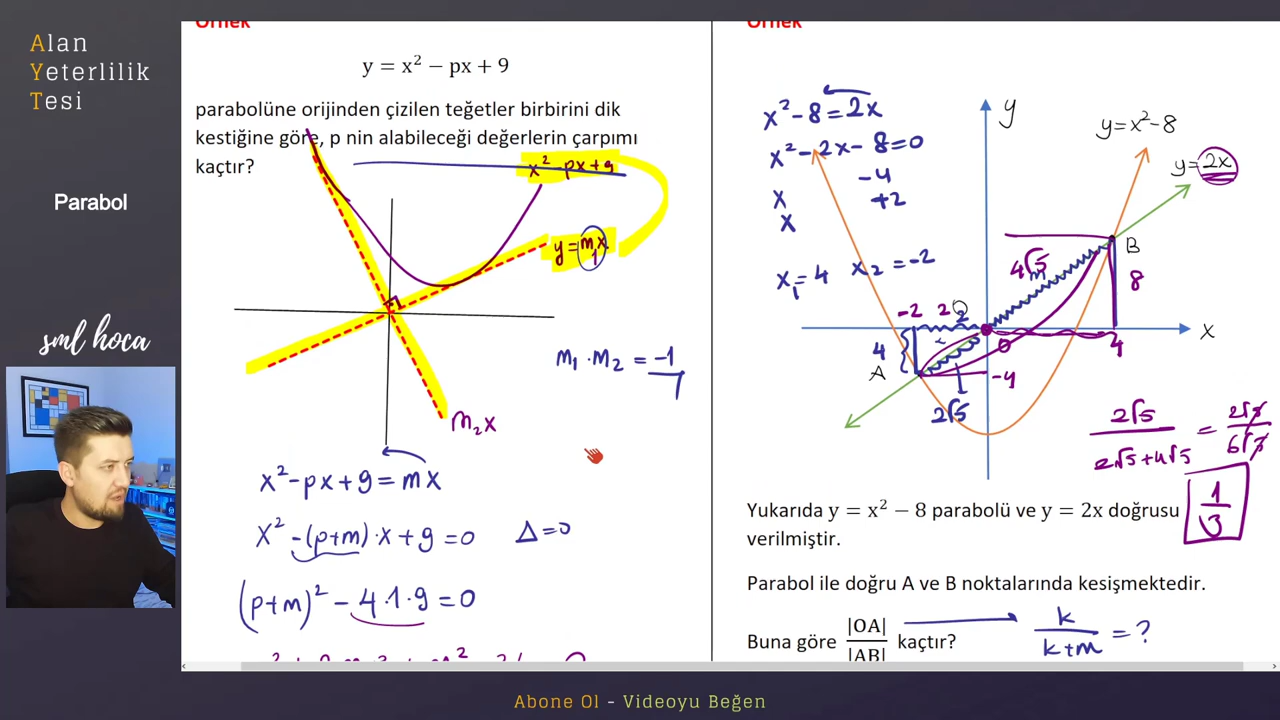 Alan
Yeterlilik
Tesi
Parabol
sml hoca
Örnek
y = x² − px + 9
parabolüne orijinden çizilen teğetler birbirini dik
kestiğine göre, p nin alabileceği değerlerin çarpımı
kaçtır?
x² - px + 9
y = m₁x
m₁ · m₂ = -1
m₂x
x² - px + 9 = mx
x² - (p+m) · x + 9 = 0 Δ = 0
(p+m)² - 4 · 1 · 9 = 0
Örnek
x² - 8 = 2x
x² - 2x - 8 = 0
x -4
x +2
x₁ = 4 x₂ = -2
y
y = x² - 8
y = 2x
B
4√5
m
8
-2 2 2
4
A
-4
4
x
2√5
2√5 / 2√5 + 4√5 = 2√5 / 6√5
1/3
Yukarıda y = x² − 8 parabolü ve y = 2x doğrusu
verilmiştir.
Parabol ile doğru A ve B noktalarında kesişmektedir.
Buna göre |OA| / |AB| kaçtır?
k / k+m = ?
Abone Ol - Videoyu Beğen